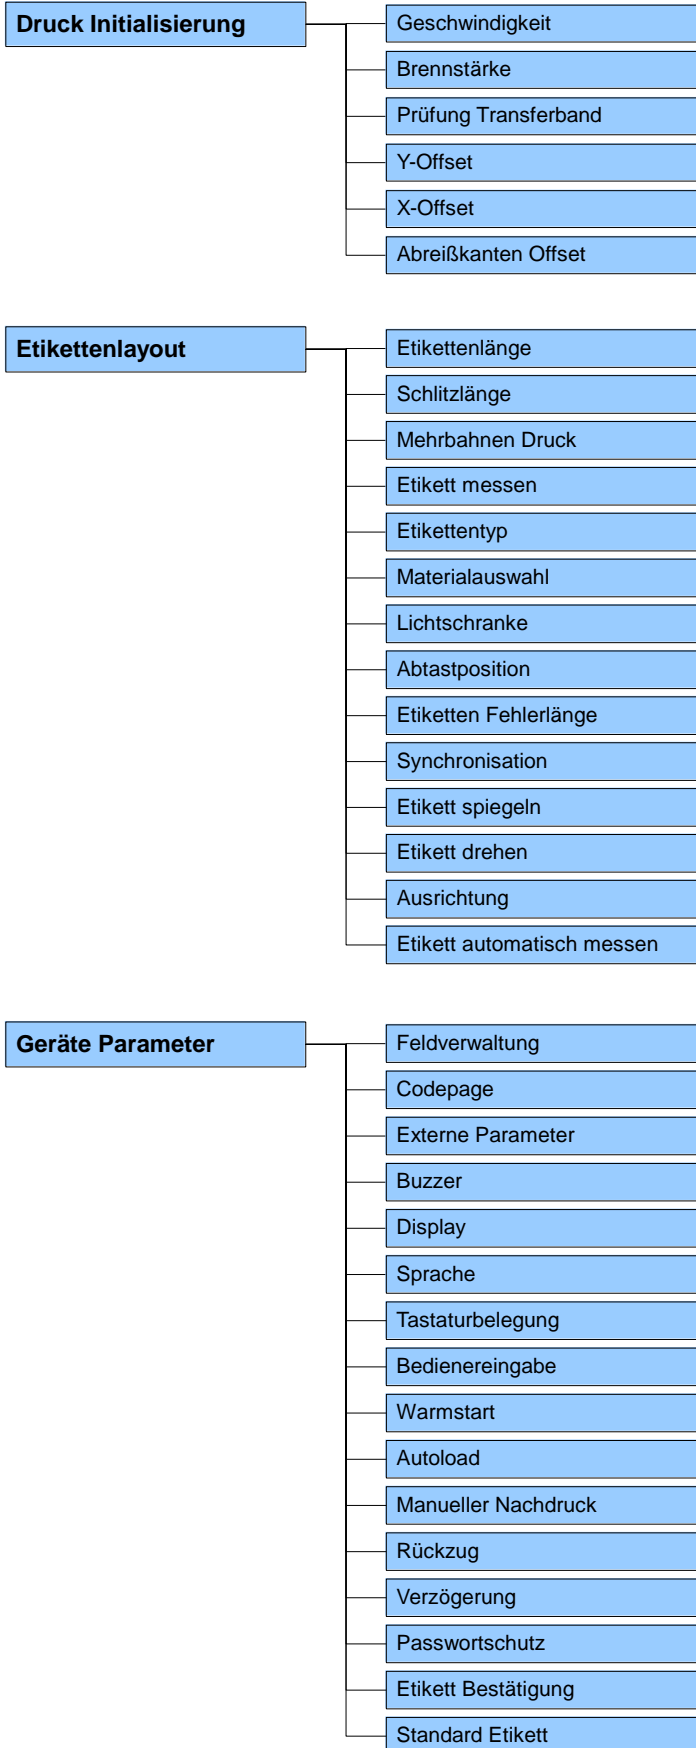 Druck Initialisierung
Geschwindigkeit
Brennstärke
Prüfung Transferband
Y-Offset
X-Offset
Abreißkanten Offset
Etikettenlayout
Etikettenlänge
Schlitzlänge
Mehrbahnen Druck
Etikett messen
Etikettentyp
Materialauswahl
Lichtschranke
Abtastposition
Etiketten Fehlerlänge
Synchronisation
Etikett spiegeln
Etikett drehen
Ausrichtung
Etikett automatisch messen
Geräte Parameter
Feldverwaltung
Codepage
Externe Parameter
Buzzer
Display
Sprache
Tastaturbelegung
Bedienereingabe
Warmstart
Autoload
Manueller Nachdruck
Rückzug
Verzögerung
Passwortschutz
Etikett Bestätigung
Standard Etikett